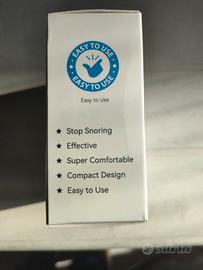 EASY TO USE
EASY TO USE
Easy to Use
★ Stop Snoring
★ Effective
★ Super Comfortable
★ Compact Design
★ Easy to Use
subito